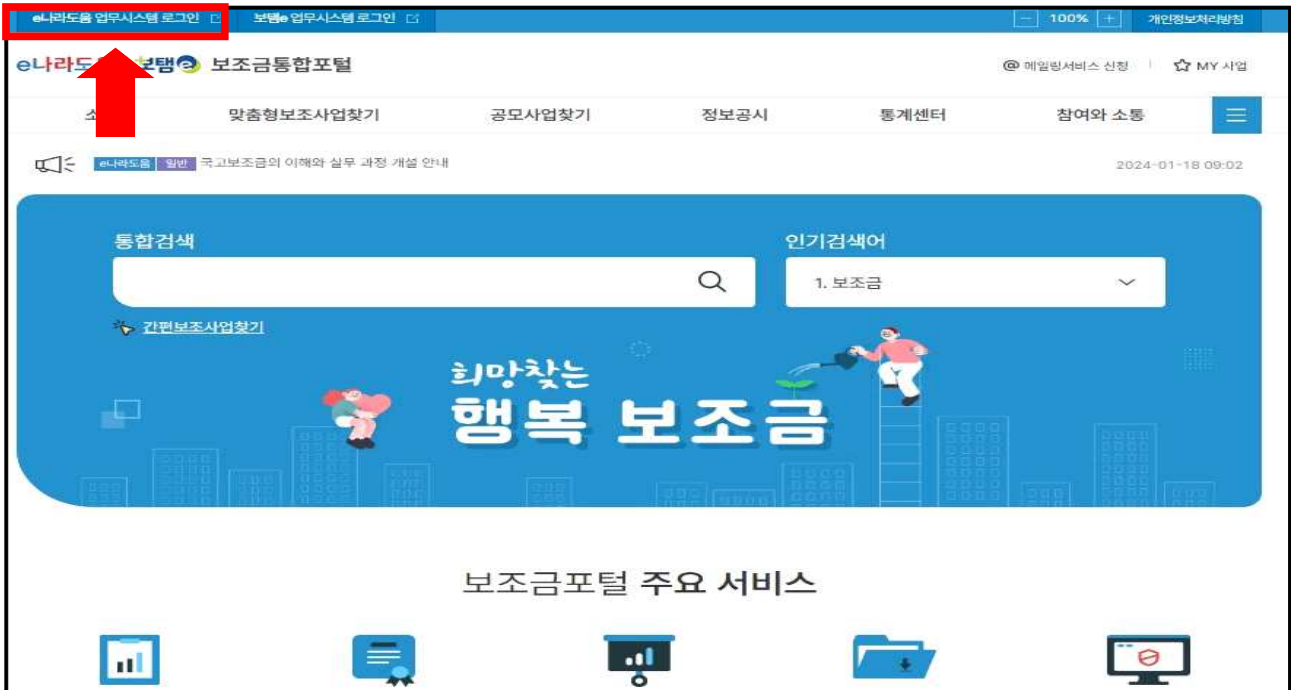 e나라도움 업무시스템 로그인 보탬e 업무시스템 로그인 100% 개인정보처리방침
e나라도 보탬e 보조금통합포털 @ 메일링서비스 신청 MY 사업
맞춤형보조사업찾기 공모사업찾기 정보공시 통계센터 참여와 소통
e나라도움 일반 국고보조금의 이해와 실무 과정 개설 안내 2024-01-18 09:02
통합검색 인기검색어
1. 보조금
간편보조사업찾기
희망찾는
행복 보조금
보조금포털 주요 서비스